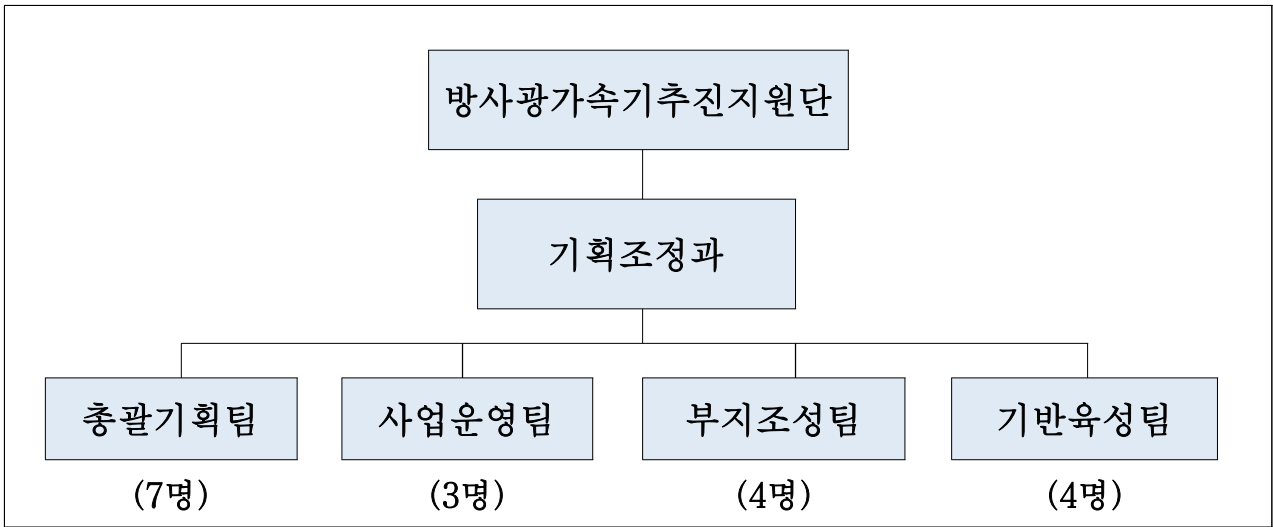 방사광가속기추진지원단
기획조정과
총괄기획팀 사업운영팀 부지조성팀 기반육성팀
(7명) (3명) (4명) (4명)